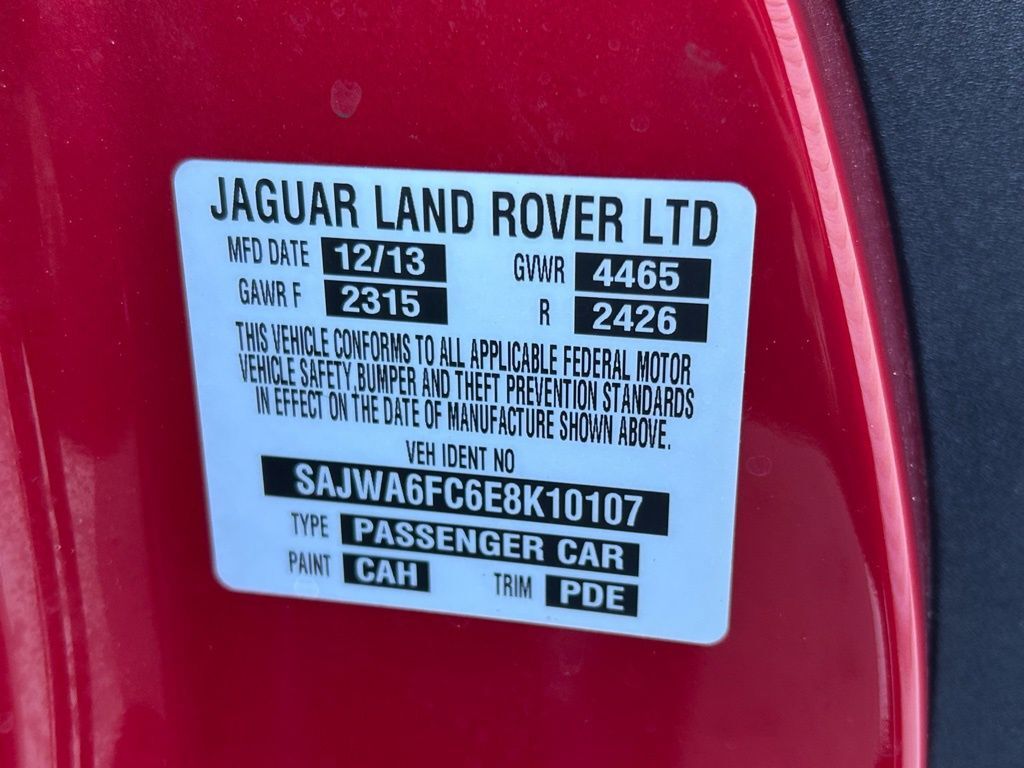 JAGUAR LAND ROVER LTD
MFD DATE 12/13 GVWR 4465
GAWR F 2315 R 2426
THIS VEHICLE CONFORMS TO ALL APPLICABLE FEDERAL MOTOR
VEHICLE SAFETY,BUMPER AND THEFT PREVENTION STANDARDS
IN EFFECT ON THE DATE OF MANUFACTURE SHOWN ABOVE.
VEH IDENT NO
SAJWA6FC6E8K10107
TYPE PASSENGER CAR
PAINT CAH TRIM PDE